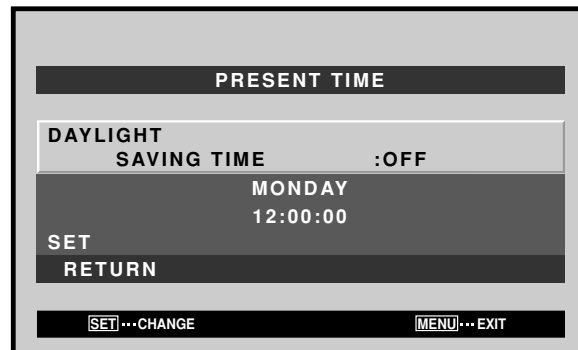 PRESENT TIME
DAYLIGHT
SAVING TIME :OFF
MONDAY
12:00:00
SET
RETURN
SET···CHANGE MENU···EXIT